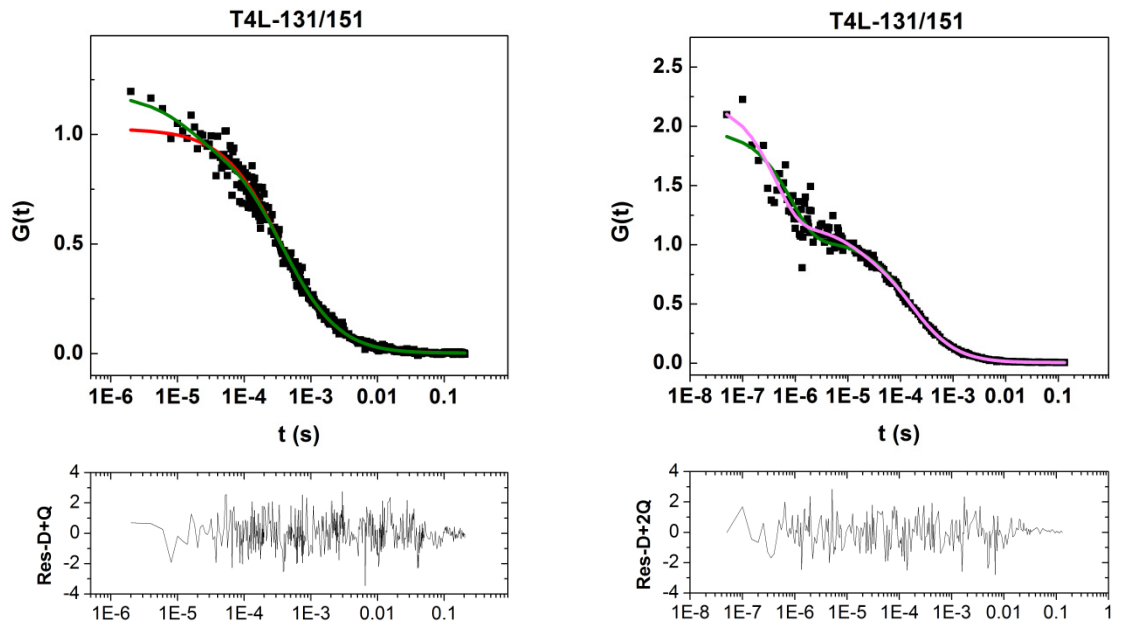 T4L-131/151
G(t)
1.0
0.5
0.0
1E-6 1E-5 1E-4 1E-3 0.01 0.1
t (s)
Res-D+Q
4
2
0
-2
-4
1E-6 1E-5 1E-4 1E-3 0.01 0.1
T4L-131/151
G(t)
2.5
2.0
1.5
1.0
0.5
0.0
1E-8 1E-7 1E-6 1E-5 1E-4 1E-3 0.01 0.1 1
t (s)
Res-D+2Q
4
2
0
-2
-4
1E-8 1E-7 1E-6 1E-5 1E-4 1E-3 0.01 0.1 1